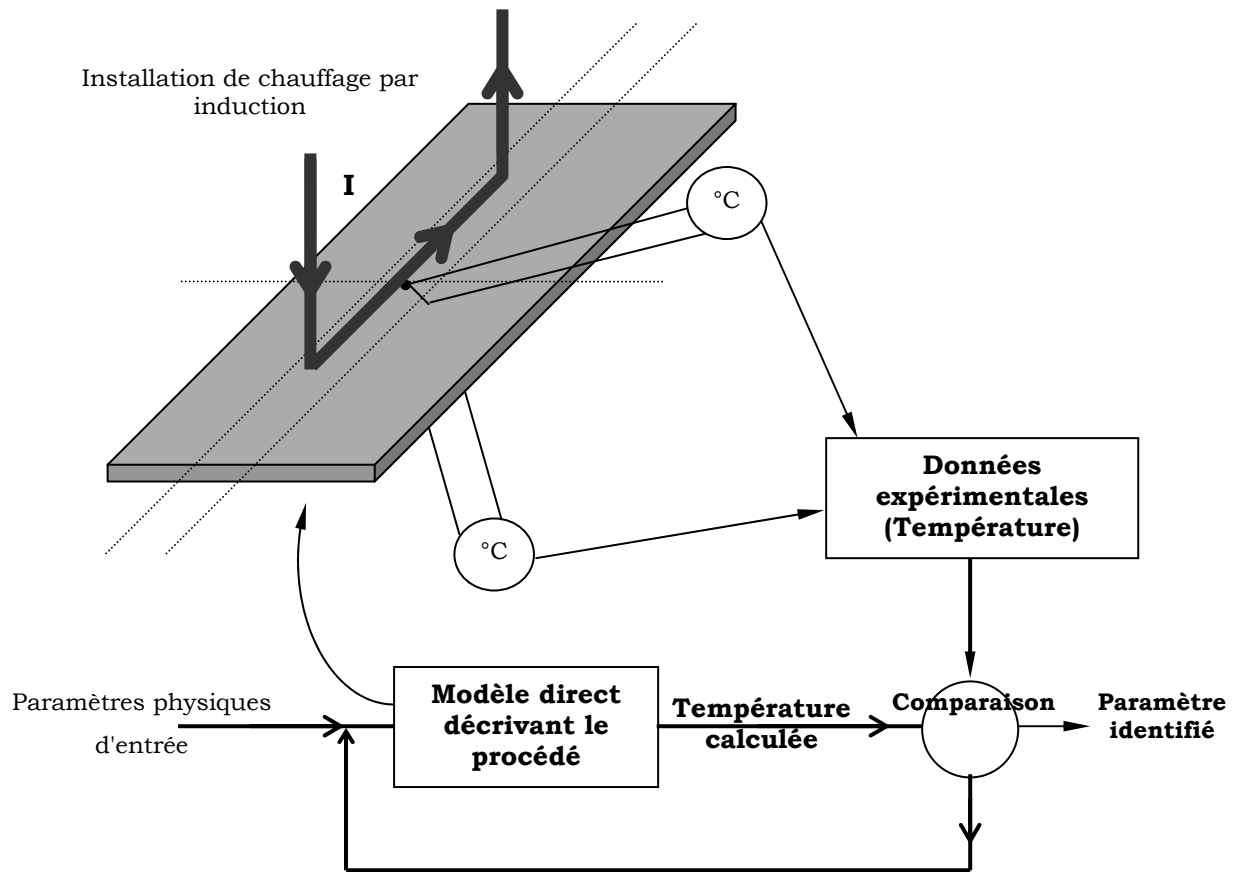 Installation de chauffage par
induction
I
°C
Données
expérimentales
(Température)
°C
Paramètres physiques
d'entrée
Modèle direct
décrivant le
procédé
Température
calculée
Comparaison
Paramètre
identifié